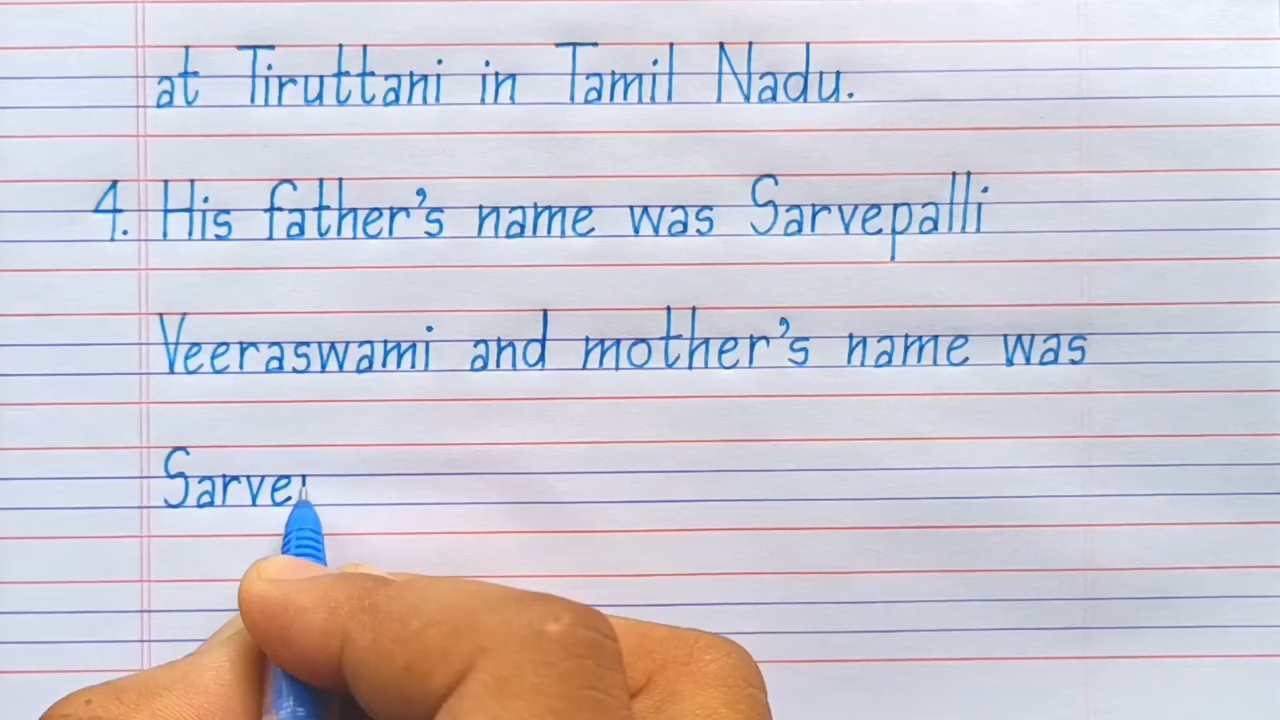 at Tiruttani in Tamil Nadu.
4. His father's name was Sarvepalli
Veeraswami and mother's name was
Sarve